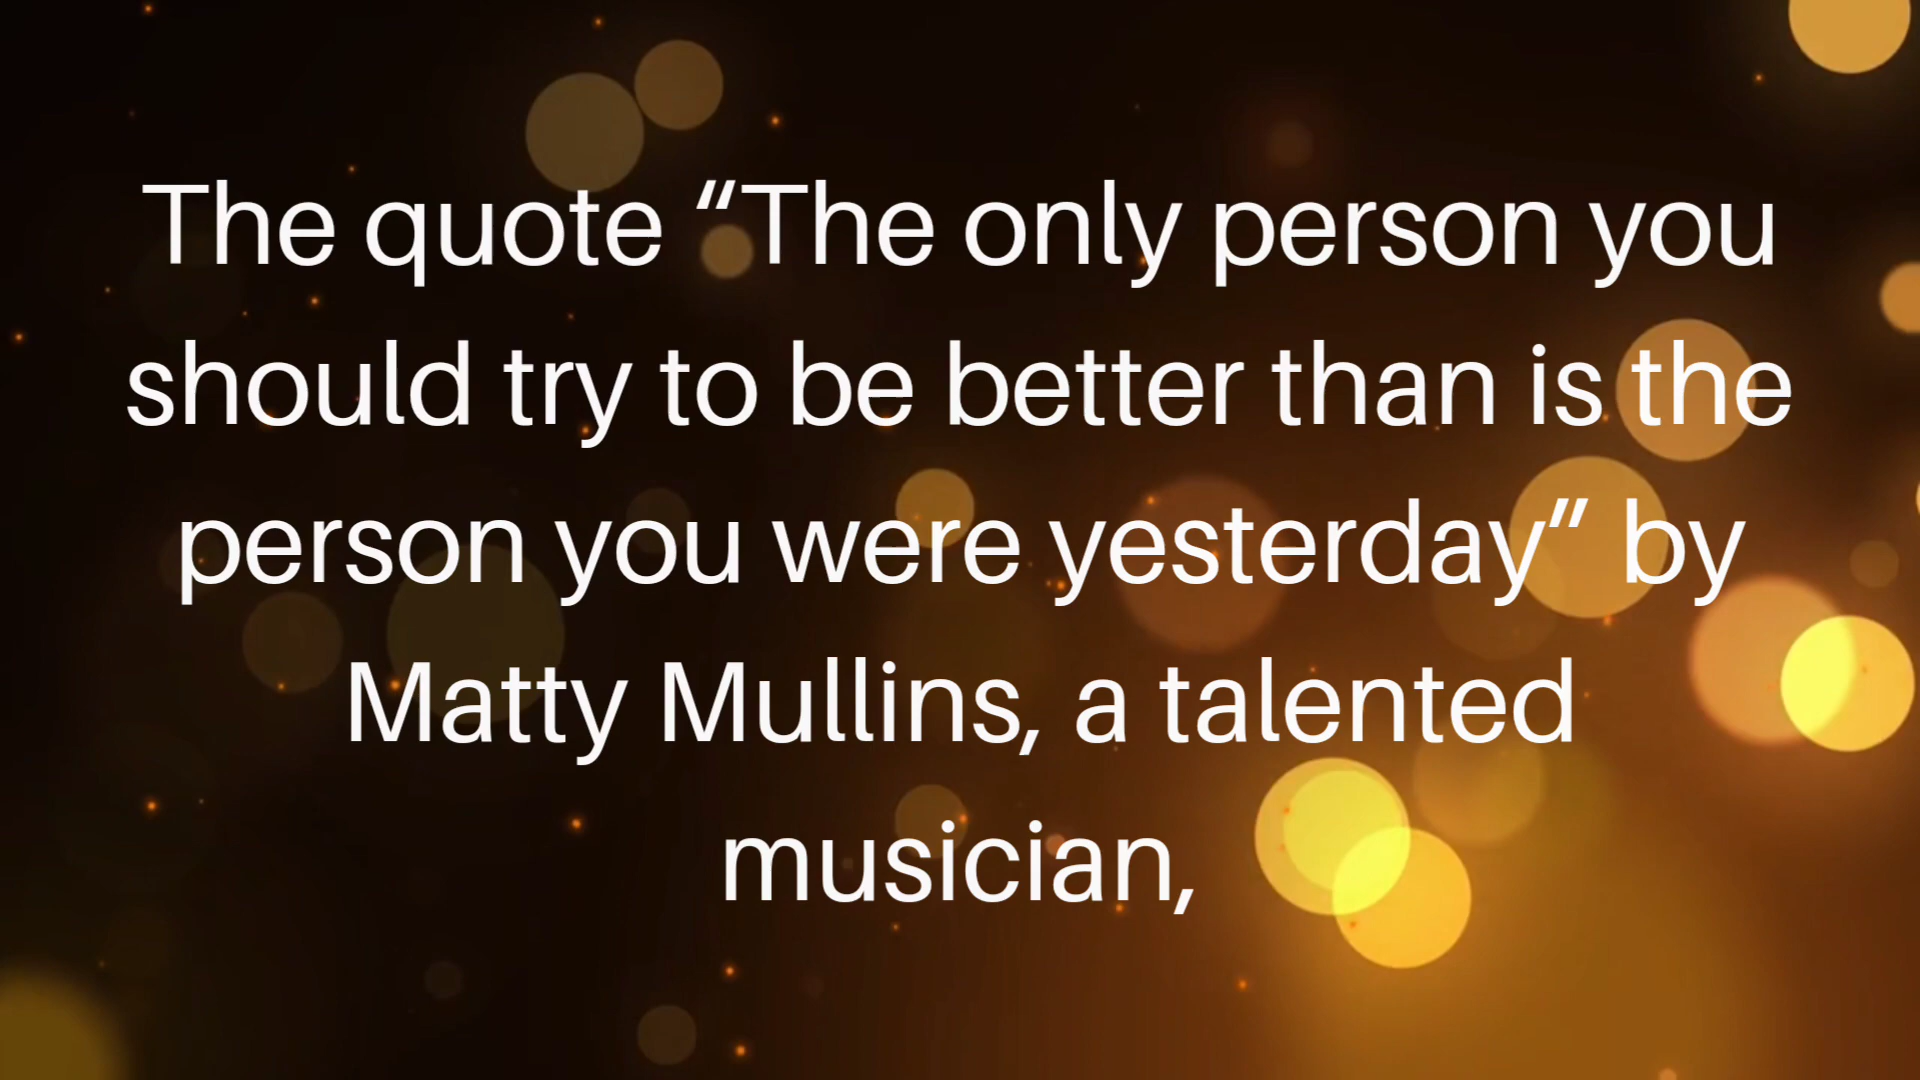 The quote “The only person you
should try to be better than is the
person you were yesterday” by
Matty Mullins, a talented
musician,